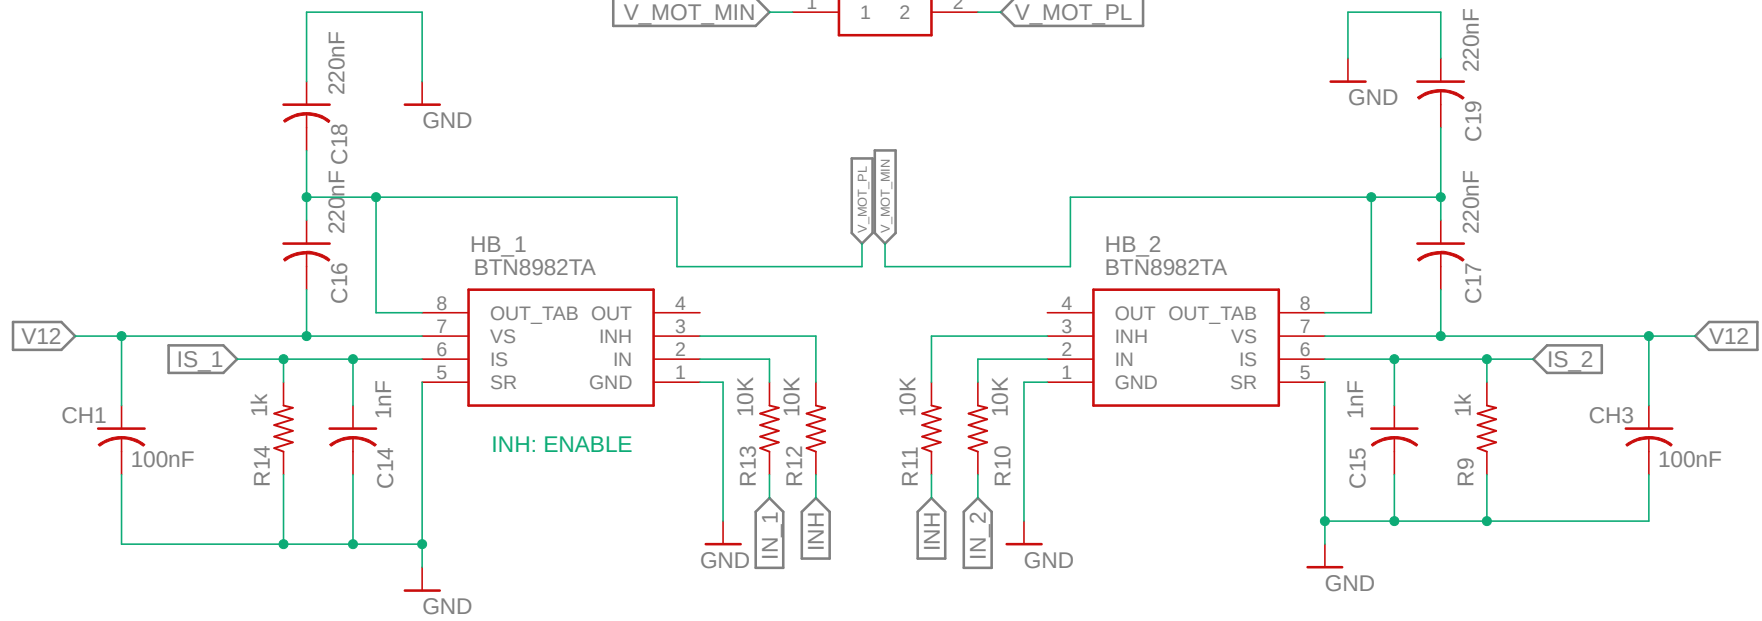 V_MOT_MIN
1
1 2
2
V_MOT_PL
220nF
GND
C18
220nF
C16
220nF
GND
C19
220nF
C17
V_MOT_PL
V_MOT_MIN
HB_1
BTN8982TA
8 OUT_TAB OUT 4
7 VS INH 3
6 IS IN 2
5 SR GND 1
HB_2
BTN8982TA
4 OUT OUT_TAB 8
3 INH VS 7
2 IN IS 6
1 GND SR 5
V12
IS_1
CH1
100nF
1k
R14
1nF
C14
INH: ENABLE
10K
R13
10K
R12
IN_1
INH
GND
GND
10K
R11
10K
R10
INH
IN_2
GND
V12
IS_2
1nF
C15
1k
R9
CH3
100nF
GND